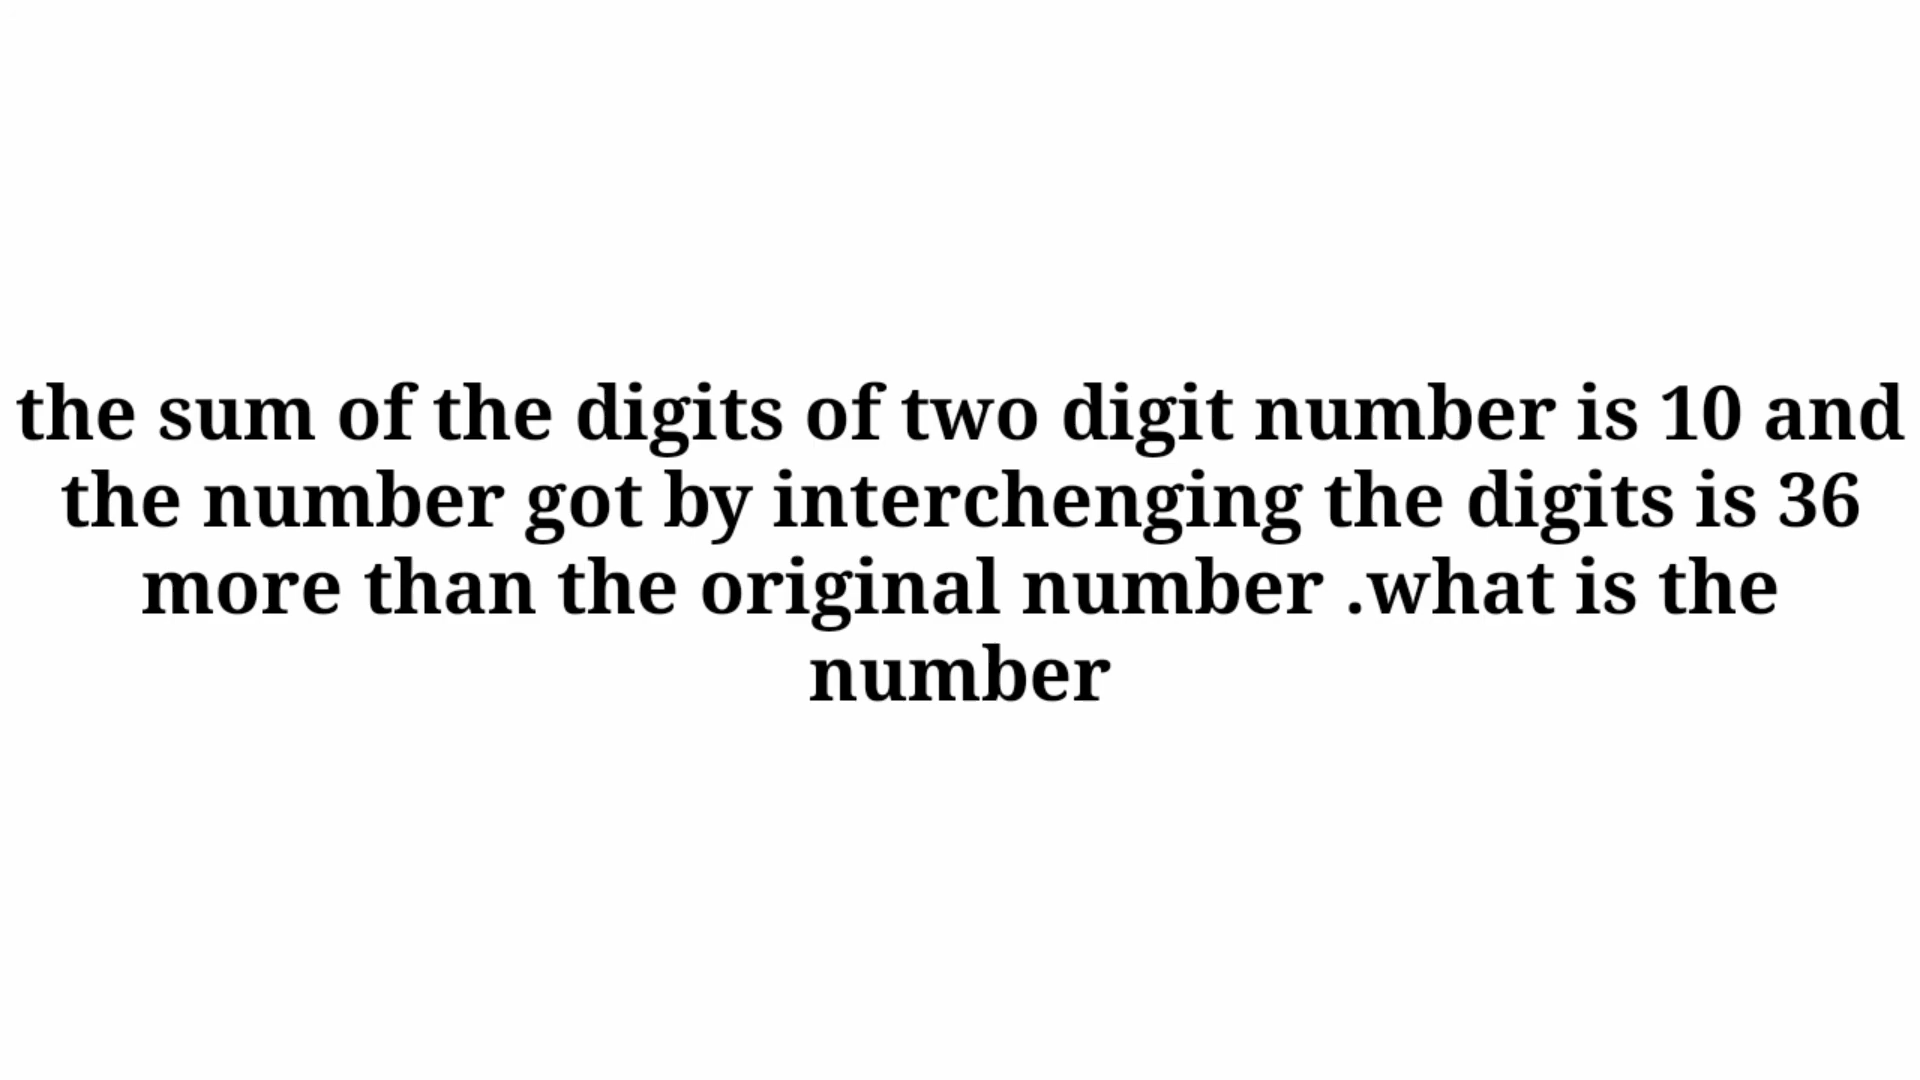 the sum of the digits of two digit number is 10 and
the number got by interchenging the digits is 36
more than the original number .what is the
number